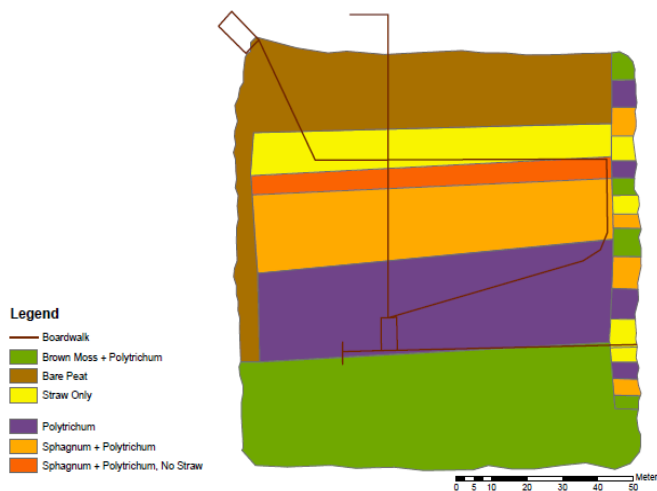 Legend
Boardwalk
Brown Moss + Polytrichum
Bare Peat
Straw Only
Polytrichum
Sphagnum + Polytrichum
Sphagnum + Polytrichum, No Straw
Meter
0 5 10 20 30 40 50